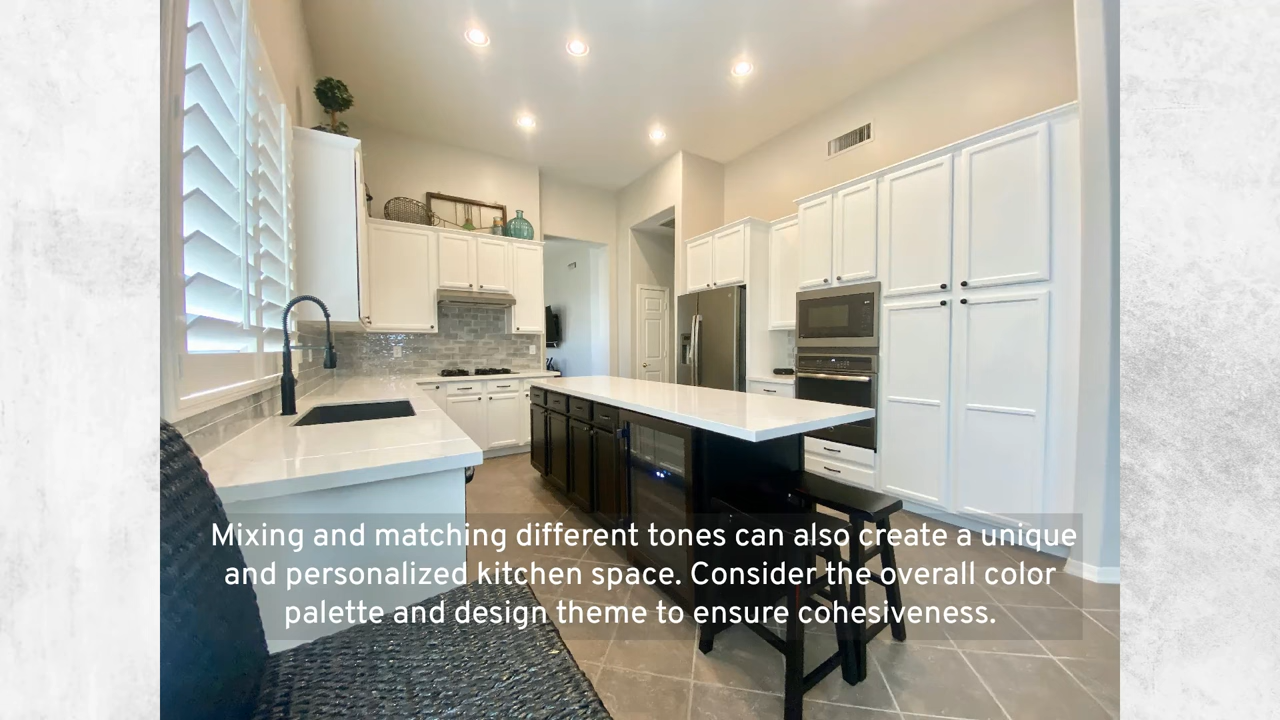 Mixing and matching different tones can also create a unique
and personalized kitchen space. Consider the overall color
palette and design theme to ensure cohesiveness.